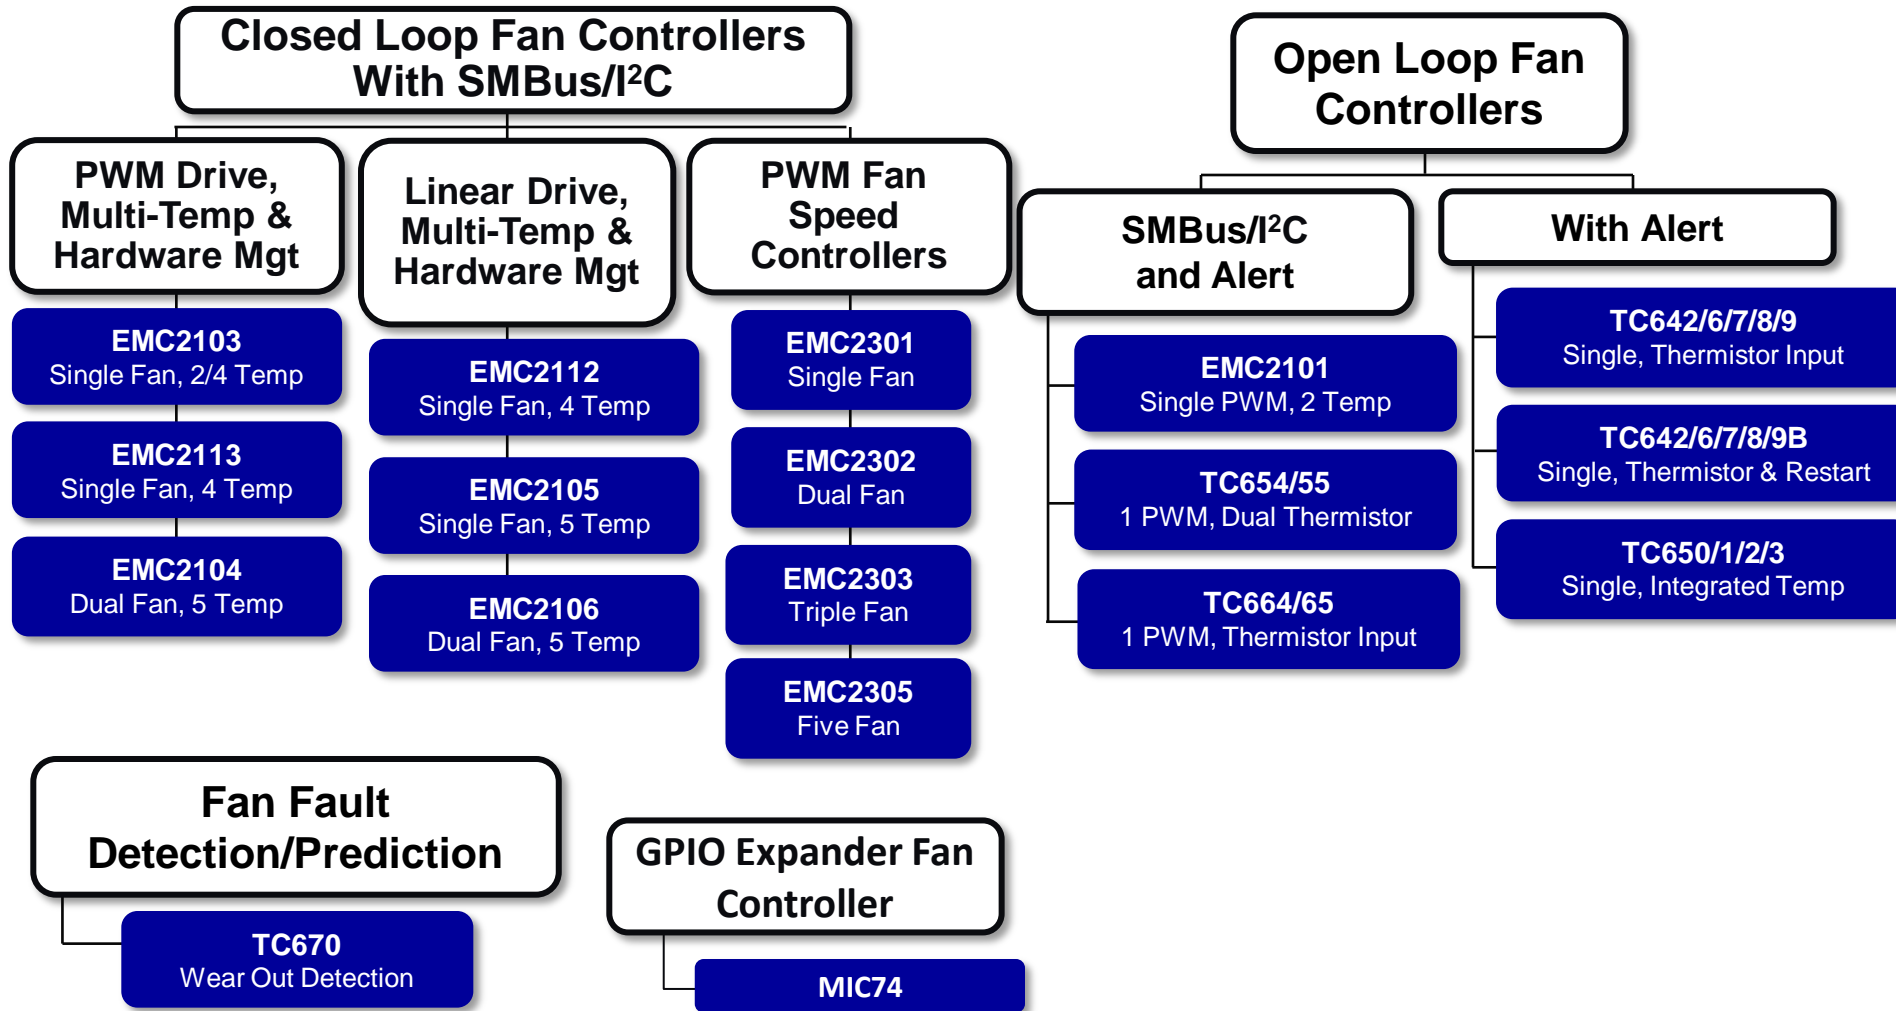 Closed Loop Fan Controllers
With SMBus/I²C
PWM Drive,
Multi-Temp &
Hardware Mgt
EMC2103
Single Fan, 2/4 Temp
EMC2113
Single Fan, 4 Temp
EMC2104
Dual Fan, 5 Temp
Linear Drive,
Multi-Temp &
Hardware Mgt
EMC2112
Single Fan, 4 Temp
EMC2105
Single Fan, 5 Temp
EMC2106
Dual Fan, 5 Temp
PWM Fan
Speed
Controllers
EMC2301
Single Fan
EMC2302
Dual Fan
EMC2303
Triple Fan
EMC2305
Five Fan
Open Loop Fan
Controllers
SMBus/I²C
and Alert
EMC2101
Single PWM, 2 Temp
TC654/55
1 PWM, Dual Thermistor
TC664/65
1 PWM, Thermistor Input
With Alert
TC642/6/7/8/9
Single, Thermistor Input
TC642/6/7/8/9B
Single, Thermistor & Restart
TC650/1/2/3
Single, Integrated Temp
Fan Fault
Detection/Prediction
TC670
Wear Out Detection
GPIO Expander Fan
Controller
MIC74